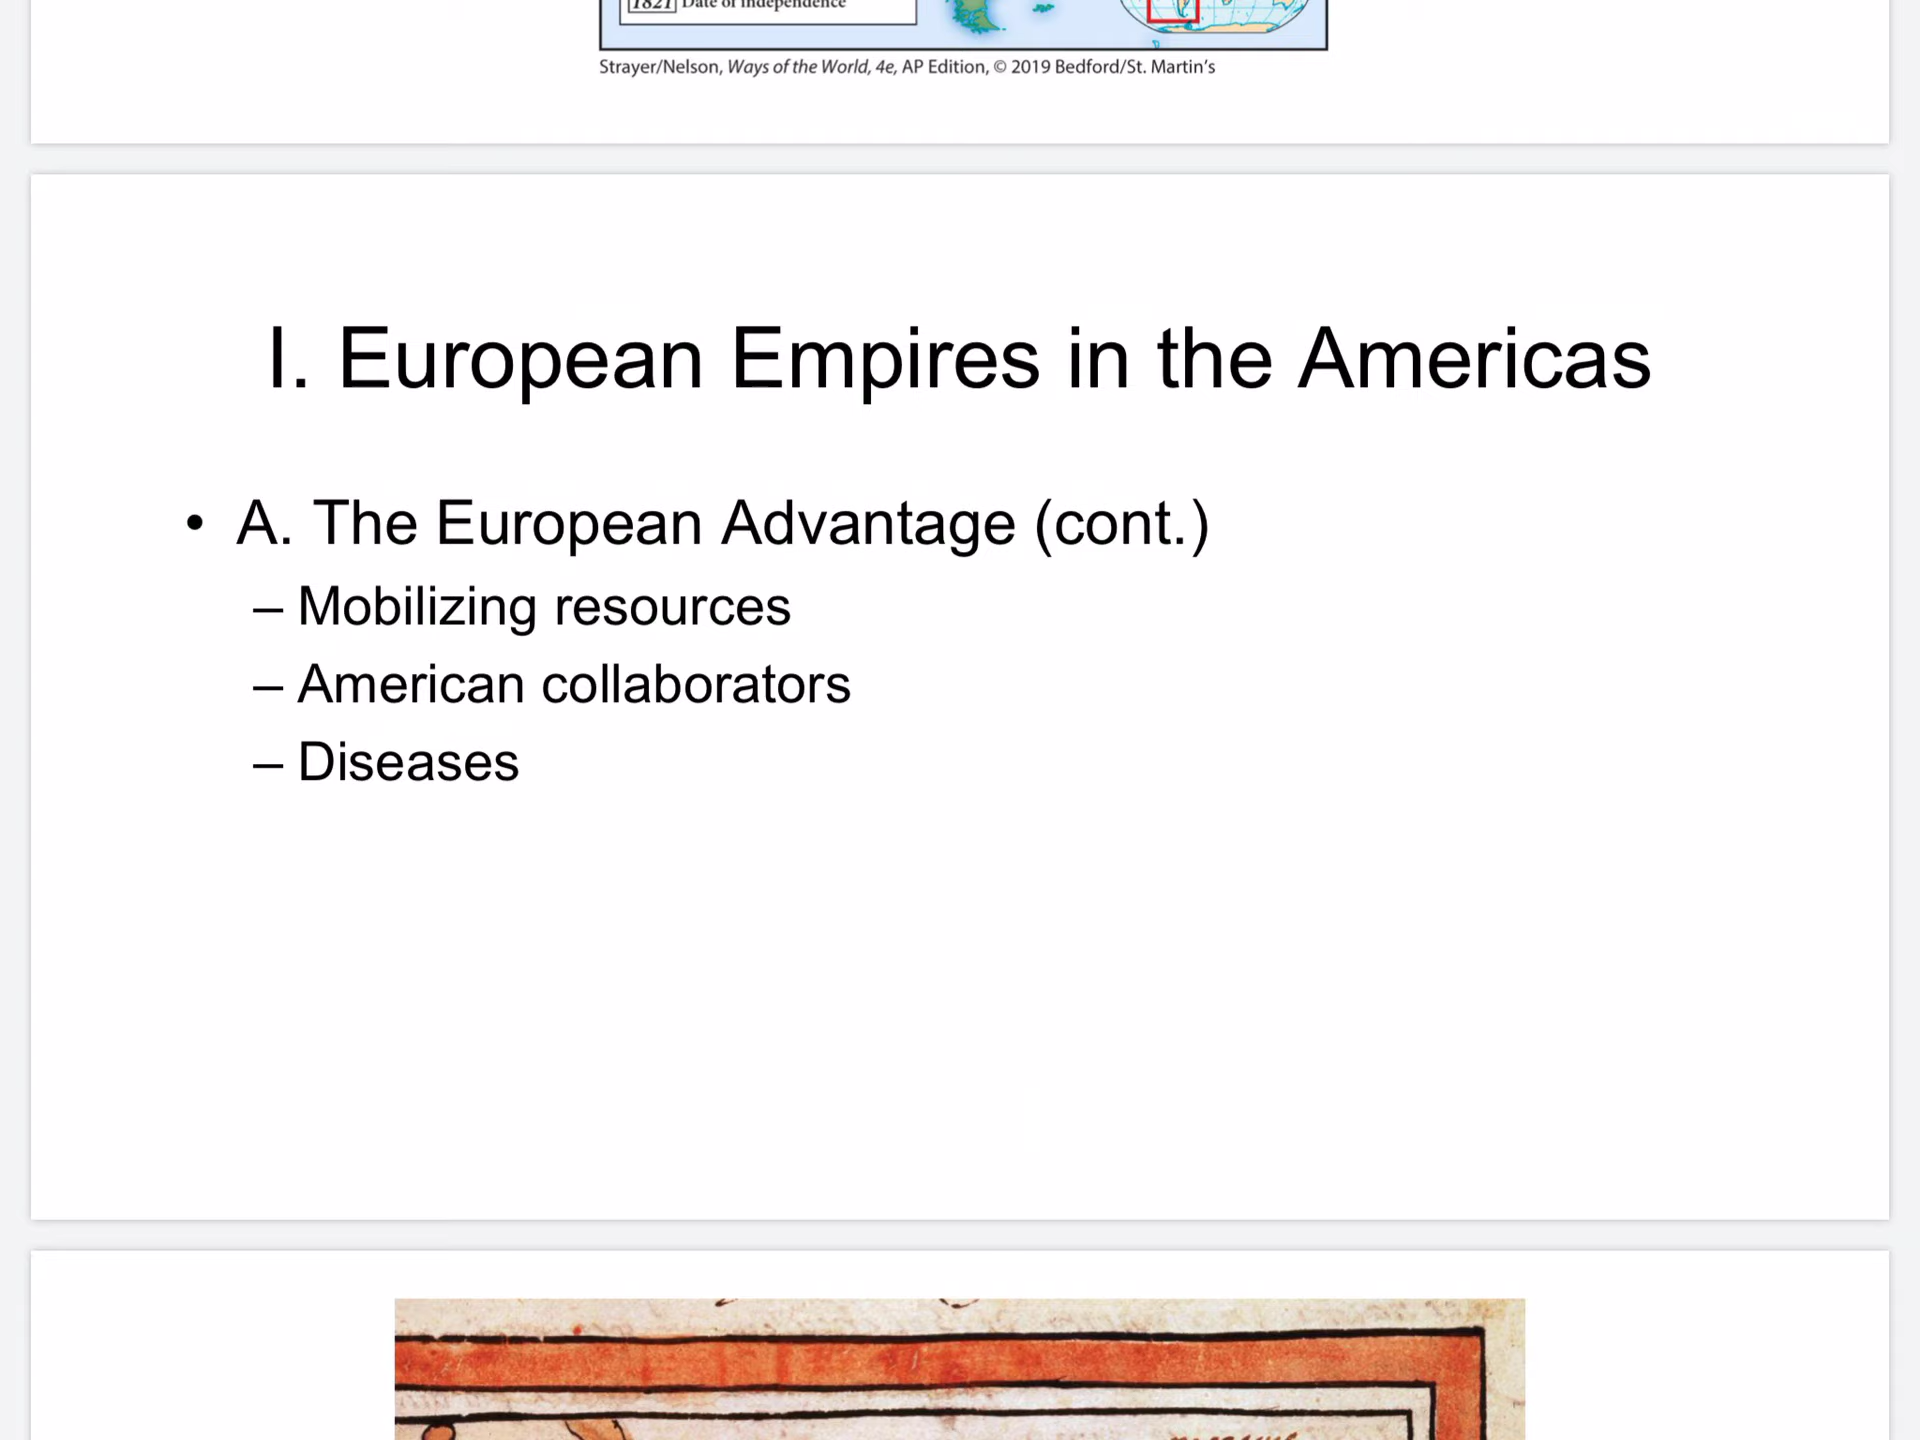 1821 Date of independence
Strayer/Nelson, Ways of the World, 4e, AP Edition, © 2019 Bedford/St. Martin's
I. European Empires in the Americas
• A. The European Advantage (cont.)
– Mobilizing resources
– American collaborators
– Diseases